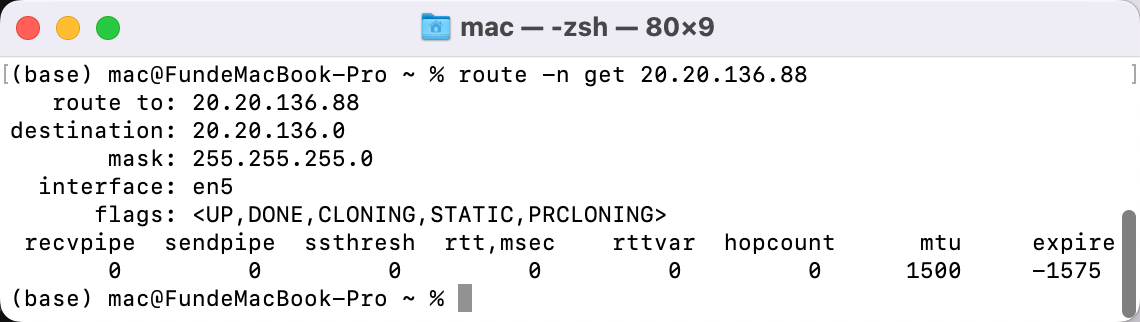 mac — -zsh — 80×9
[(base) mac@FundeMacBook-Pro ~ % route -n get 20.20.136.88 ]
   route to: 20.20.136.88
destination: 20.20.136.0
       mask: 255.255.255.0
  interface: en5
      flags: <UP,DONE,CLONING,STATIC,PRCLONING>
 recvpipe  sendpipe  ssthresh  rtt,msec    rttvar  hopcount      mtu     expire
       0         0         0         0         0         0      1500     -1575
(base) mac@FundeMacBook-Pro ~ %